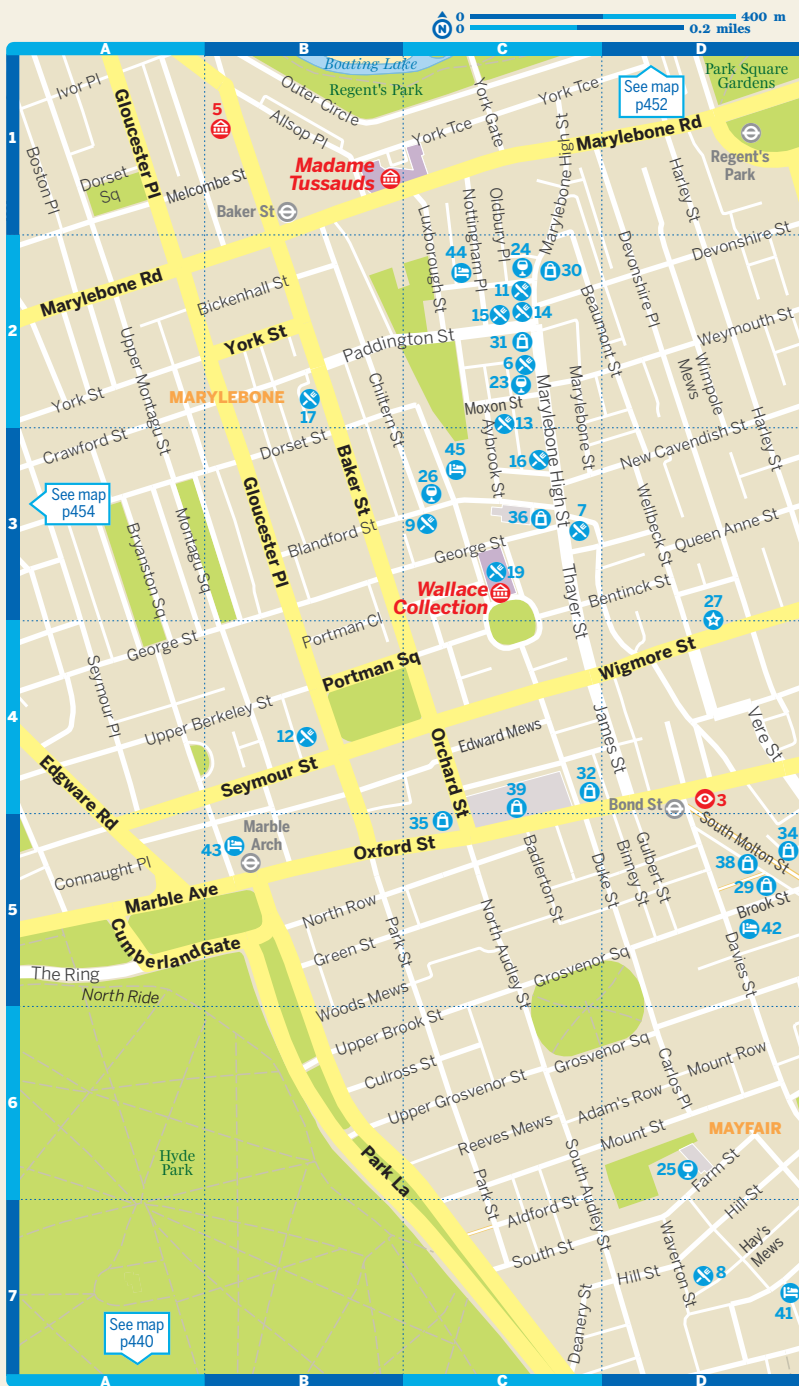 0 400 m
N 0 0.2 miles
A B C D
Boating Lake
Regent's Park
Outer Circle
Ivor Pl
Gloucester Pl
5
Allsop Pl
York Gate
York Tce
York Tce
See map
p452
Park Square
Gardens
1
Boston Pl
Dorset
Sq
Melcombe St
Madame
Tussauds
Marylebone High St
Marylebone Rd
Harley St
Regent's
Park
Baker St
Luxborough St
Nottingham Pl
Oldbury Pl
Devonshire Pl
Devonshire St
Marylebone Rd
Bickenhall St
44
24
30
11
15
14
Beaumont St
2
Upper Montagu St
York St
Paddington St
31
6
23
Weymouth St
Wimpole
Mews
York St
MARYLEBONE
17
Chiltern St
Moxon St
13
Marylebone High St
Marylebone St
Harley St
Crawford St
Dorset St
Baker St
45
Aybrook St
16
New Cavendish St
See map
p454
26
3
Bryanston Sq
Montagu Sq
Gloucester Pl
Blandford St
9
36
7
Welbeck St
Queen Anne St
George St
19
Wallace
Collection
Thayer St
Bentinck St
27
George St
Portman Cl
Seymour Pl
Portman Sq
Wigmore St
4
Upper Berkeley St
12
Edward Mews
James St
Vere St
Edgware Rd
Seymour St
Orchard St
39
32
Bond St
3
35
43
Marble
Arch
Oxford St
South Molton St
34
Connaught Pl
Badlerton St
Duke St
Binney St
Guilbert St
38
29
Marble Ave
5
Brook St
42
Cumberland Gate
North Row
Park St
Green St
North Audley St
Grosvenor Sq
Davies St
The Ring
North Ride
Woods Mews
Upper Brook St
Grosvenor Sq
Culross St
Carlos Pl
Mount Row
6
Upper Grosvenor St
Adam's Row
Reeves Mews
Mount St
MAYFAIR
Hyde
Park
Park La
25
Farm St
Park St
South Audley St
Aldford St
Hill St
South St
Waverton St
Hay's
Mews
7
Hill St
8
Deanery St
41
See map
p440
A B C D